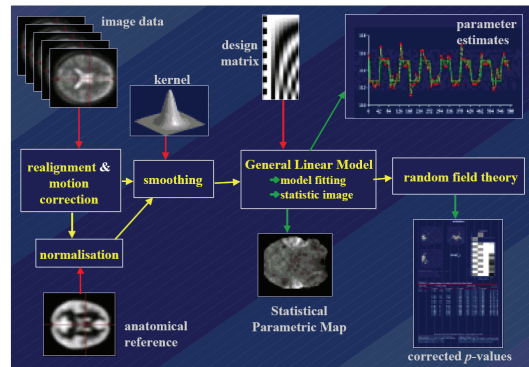 image data
kernel
design
matrix
parameter
estimates
realignment &
motion
correction
smoothing
General Linear Model
model fitting
statistic image
random field theory
normalisation
anatomical
reference
Statistical
Parametric Map
corrected p-values